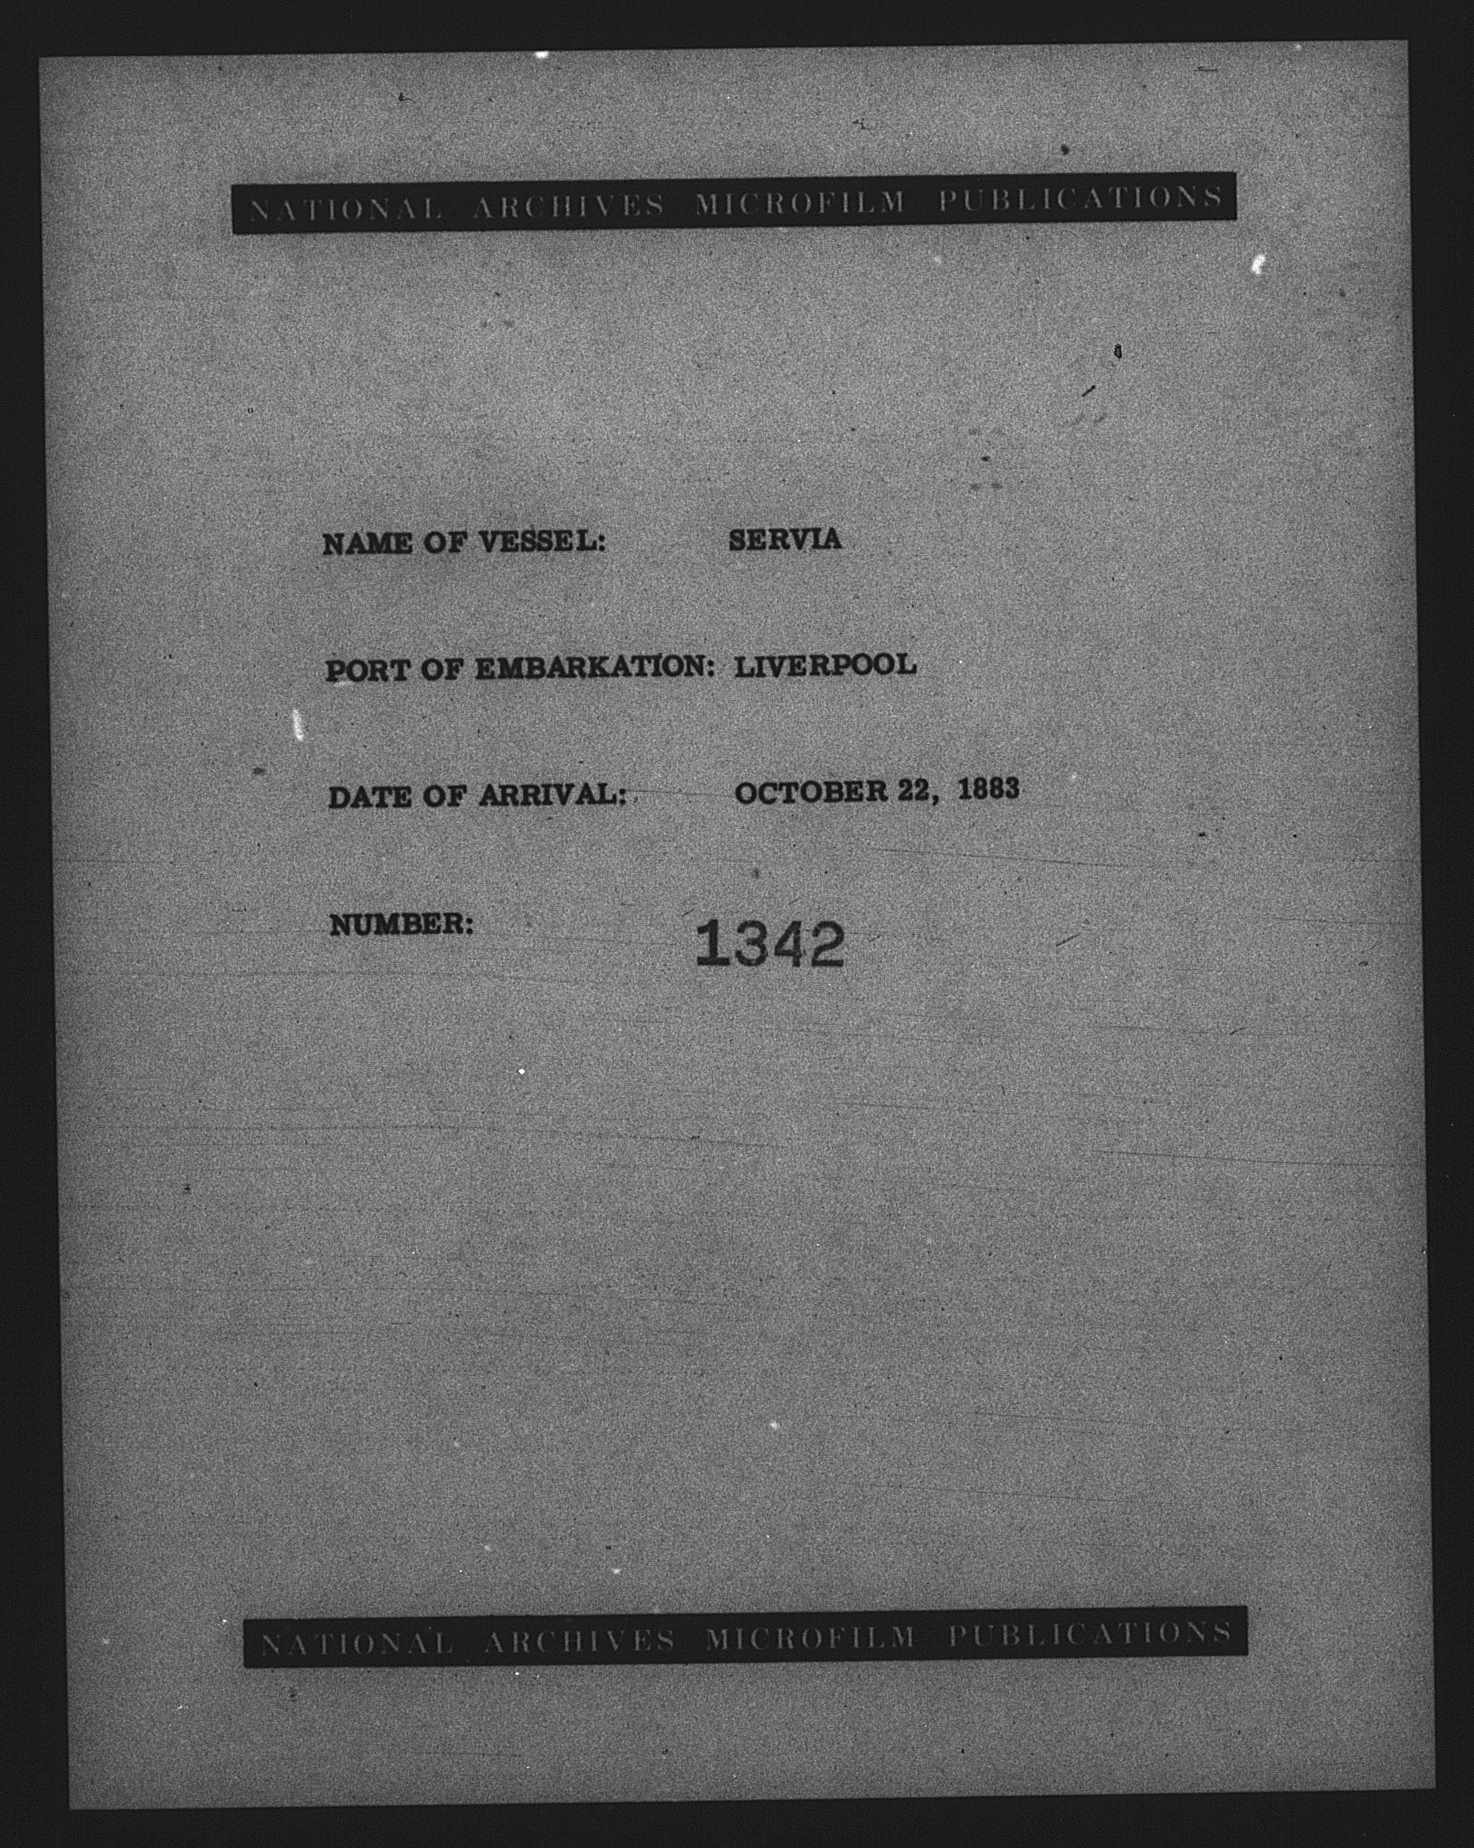 NATIONAL ARCHIVES MICROFILM PUBLICATIONS
NAME OF VESSEL: SERVIA
PORT OF EMBARKATION: LIVERPOOL
DATE OF ARRIVAL: OCTOBER 22, 1883
NUMBER: 1342
NATIONAL ARCHIVES MICROFILM PUBLICATIONS